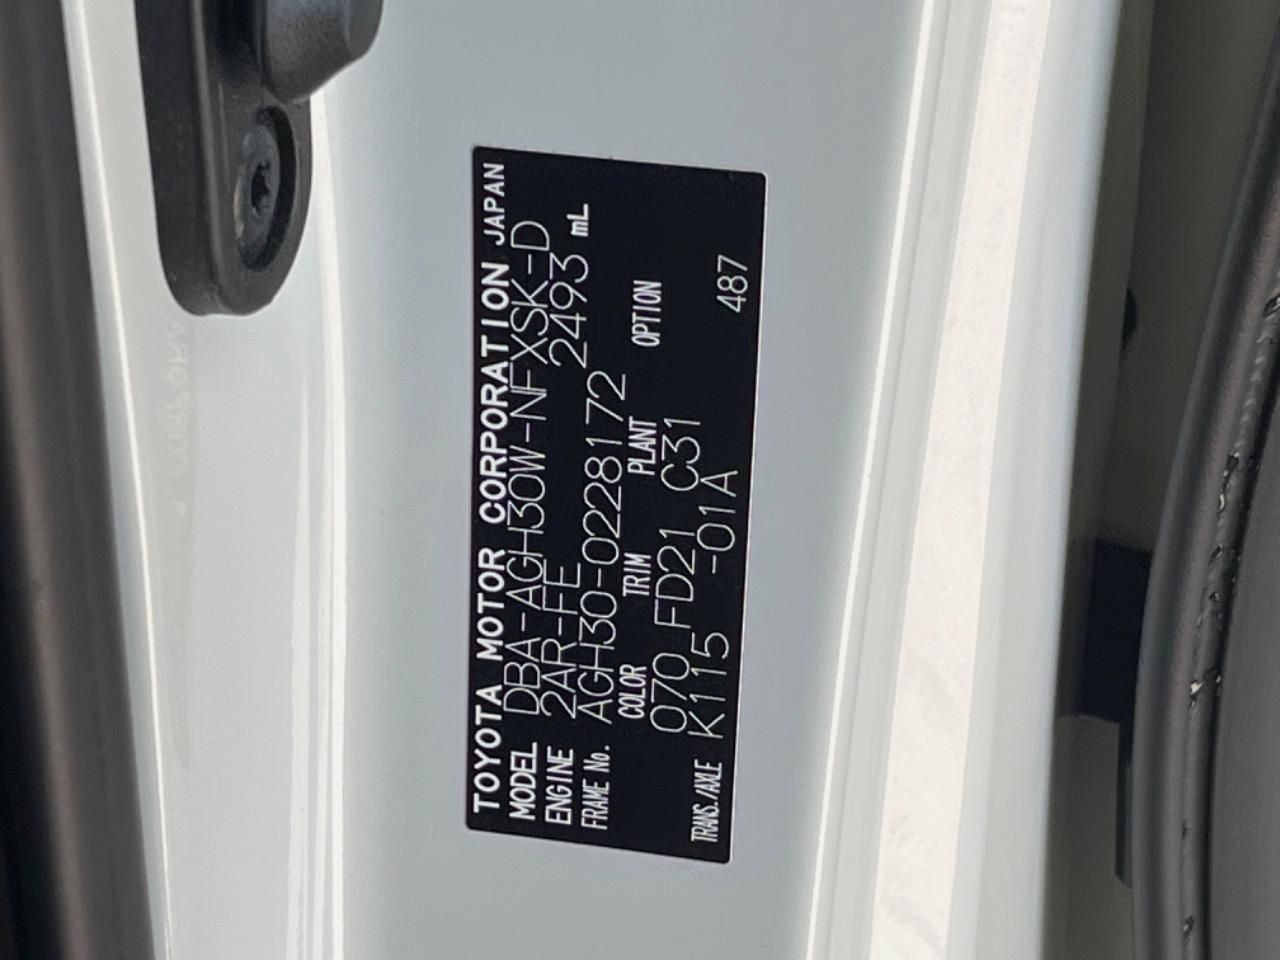 TOYOTA MOTOR CORPORATION JAPAN
MODEL DBA-AGH30W-NFXSK-D
ENGINE 2AR-FE 2493 mL
FRAME No. AGH30-0228172
COLOR TRIM PLANT OPTION
070 FD21 C31
TRANS./AXLE K115 -01A 487